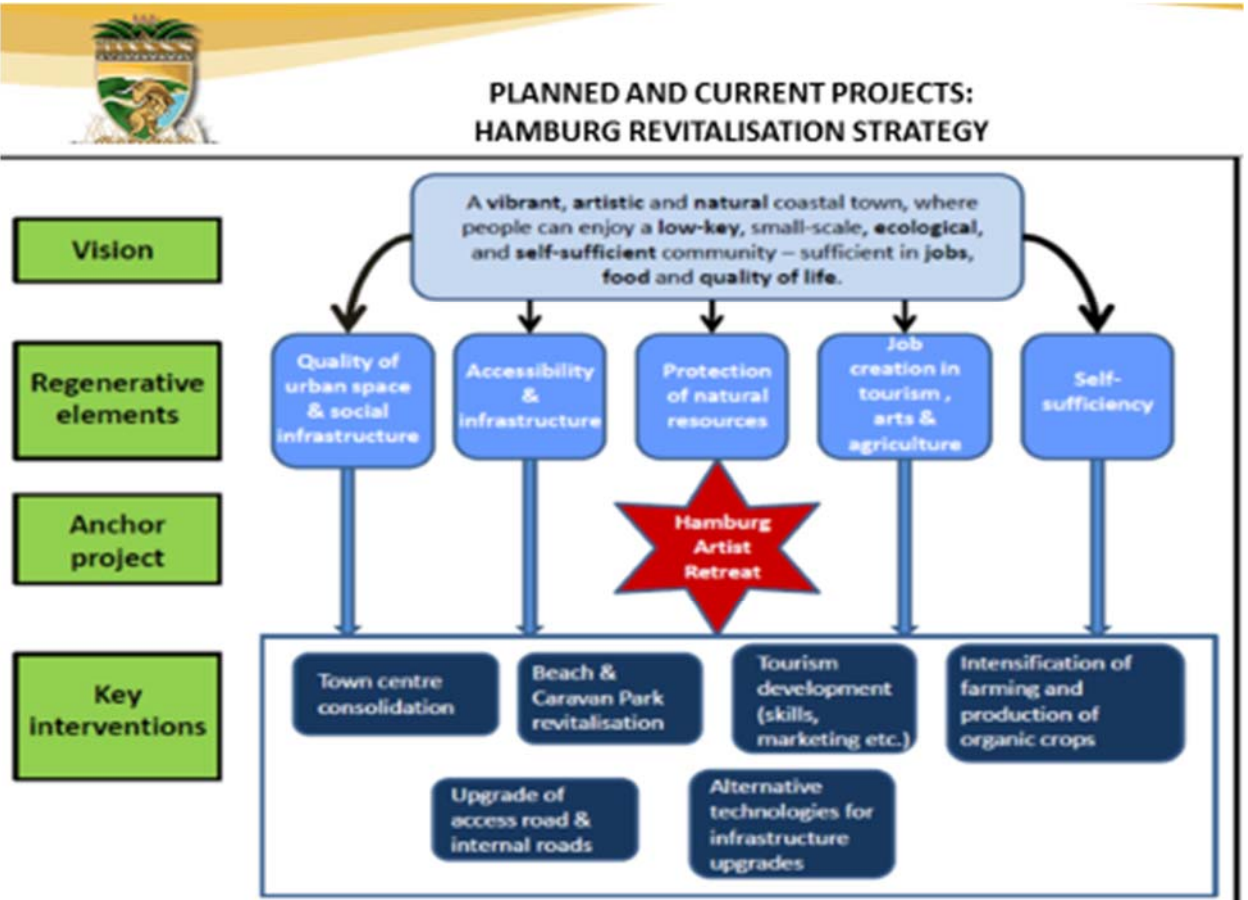 PLANNED AND CURRENT PROJECTS:
HAMBURG REVITALISATION STRATEGY
Vision
A vibrant, artistic and natural coastal town, where
people can enjoy a low-key, small-scale, ecological,
and self-sufficient community – sufficient in jobs,
food and quality of life.
Regenerative
elements
Quality of
urban space
& social
infrastructure
Accessibility
&
infrastructure
Protection
of natural
resources
Job
creation in
tourism ,
arts &
agriculture
Self-
sufficiency
Anchor
project
Hamburg
Artist
Retreat
Key
interventions
Town centre
consolidation
Beach &
Caravan Park
revitalisation
Tourism
development
(skills,
marketing etc.)
Intensification of
farming and
production of
organic crops
Upgrade of
access road &
internal roads
Alternative
technologies for
infrastructure
upgrades